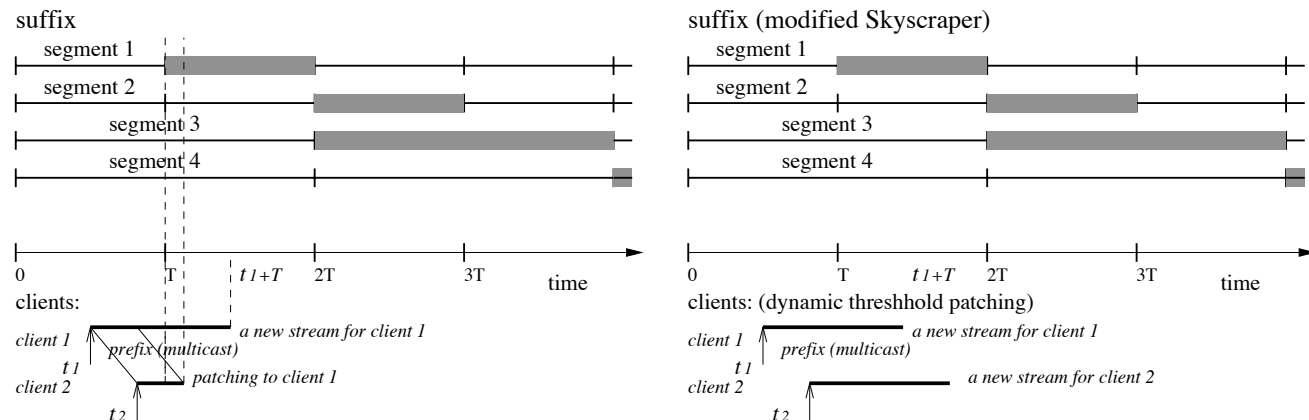 suffix
segment 1
segment 2
segment 3
segment 4
0 T t1+T 2T 3T
time
clients:
client 1
a new stream for client 1
prefix (multicast)
t1
client 2
patching to client 1
t2
suffix (modified Skyscraper)
segment 1
segment 2
segment 3
segment 4
0 T t1+T 2T 3T
time
clients: (dynamic threshhold patching)
client 1
a new stream for client 1
prefix (multicast)
t1
client 2
a new stream for client 2
t2